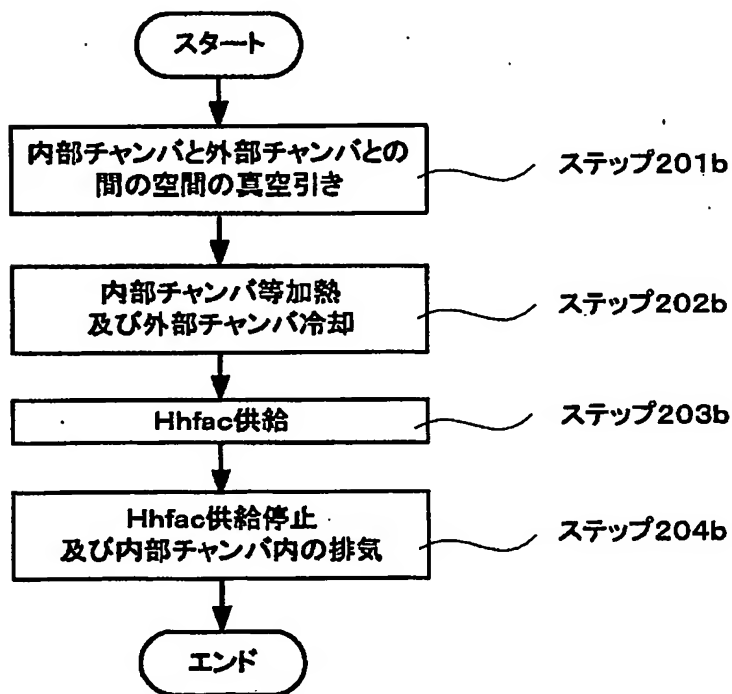 スタート
内部チャンバと外部チャンバとの
間の空間の真空引き
ステップ201b
内部チャンバ等加熱
及び外部チャンバ冷却
ステップ202b
Hhfac供給
ステップ203b
Hhfac供給停止
及び内部チャンバ内の排気
ステップ204b
エンド